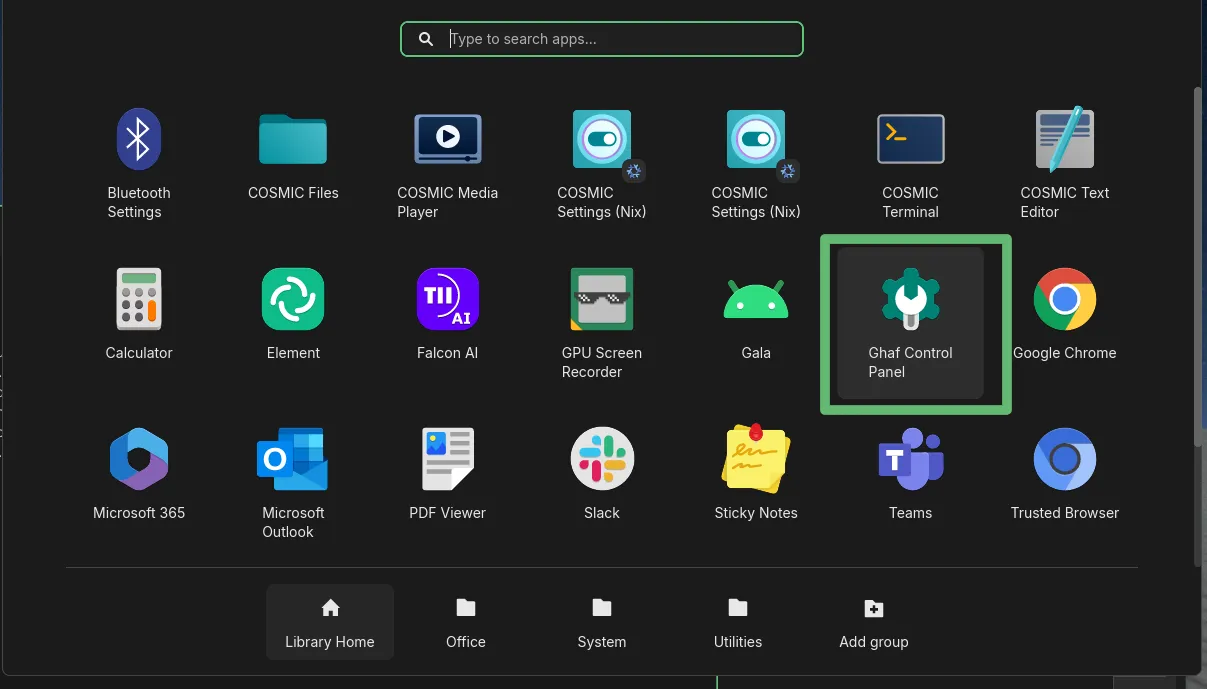 Type to search apps...
Bluetooth
Settings
COSMIC Files
COSMIC Media
Player
COSMIC
Settings (Nix)
COSMIC
Settings (Nix)
COSMIC
Terminal
COSMIC Text
Editor
TII
AI
Calculator
Element
Falcon AI
GPU Screen
Recorder
Gala
Ghaf Control
Panel
Google Chrome
O
T
Microsoft 365
Microsoft
Outlook
PDF Viewer
Slack
Sticky Notes
Teams
Trusted Browser
Library Home
Office
System
Utilities
Add group